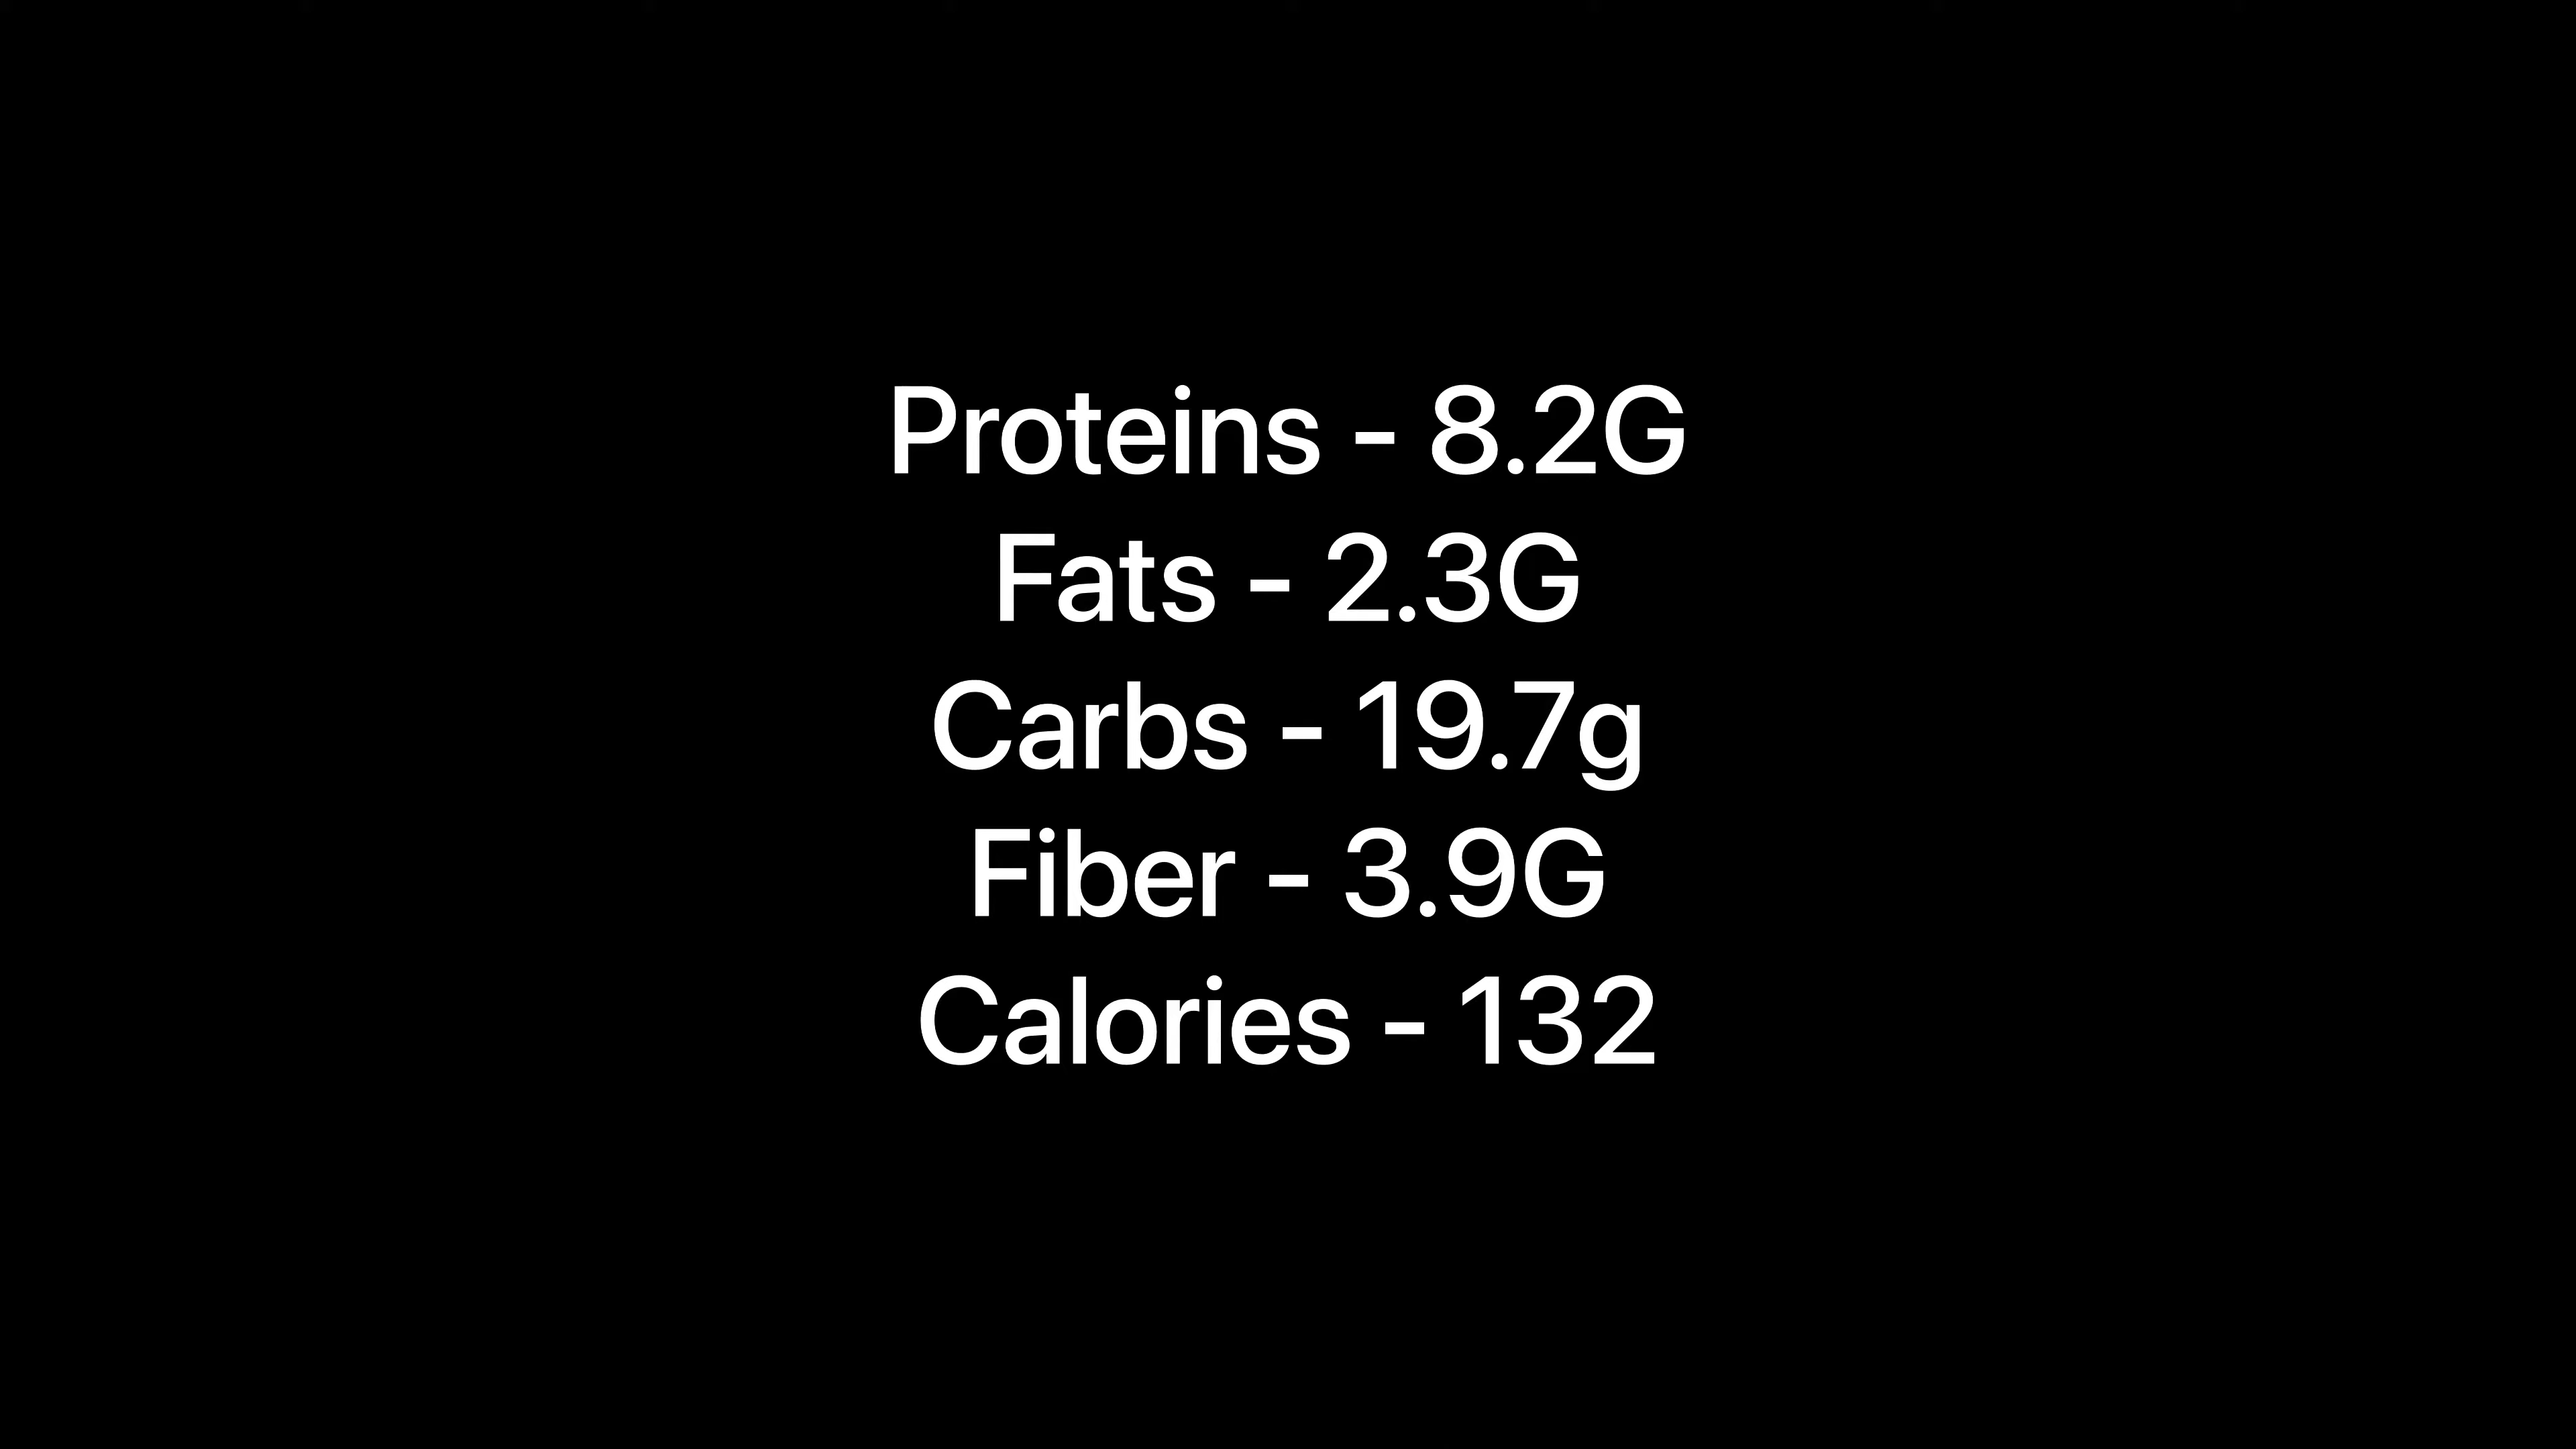 Proteins - 8.2G
Fats - 2.3G
Carbs - 19.7g
Fiber - 3.9G
Calories - 132